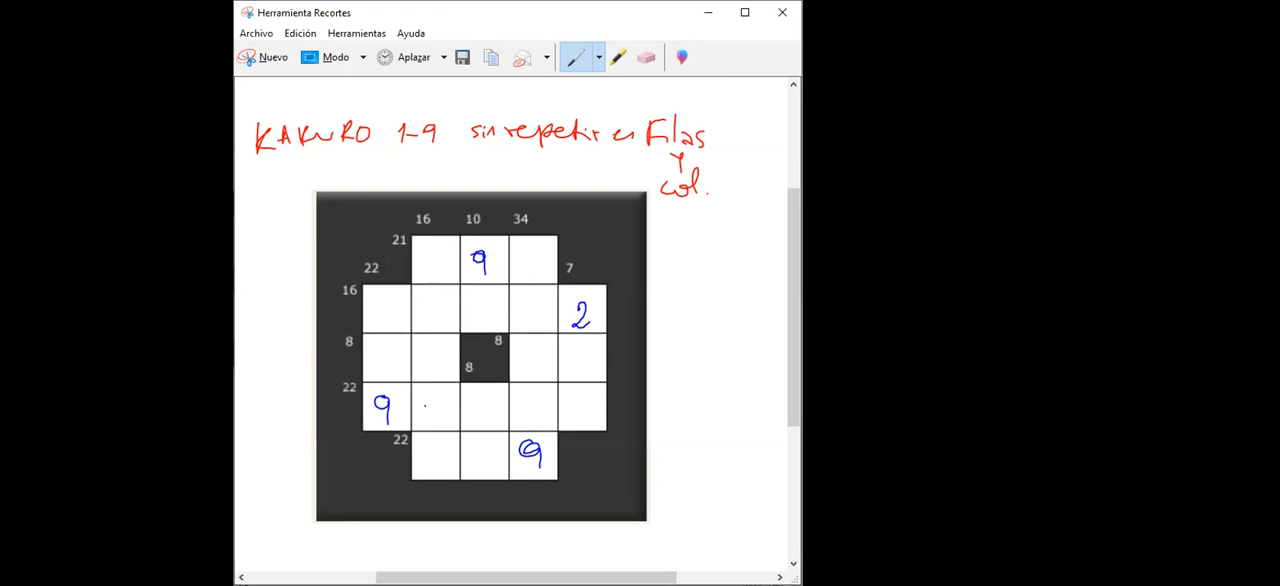 Herramienta Recortes
Archivo Edición Herramientas Ayuda
Nuevo Modo Aplazar
KAKURO 1-9 sin repetir en Filas
y
col.
16 10 34
21 9
22 7
16 2
8 8
8
22 9
22 9